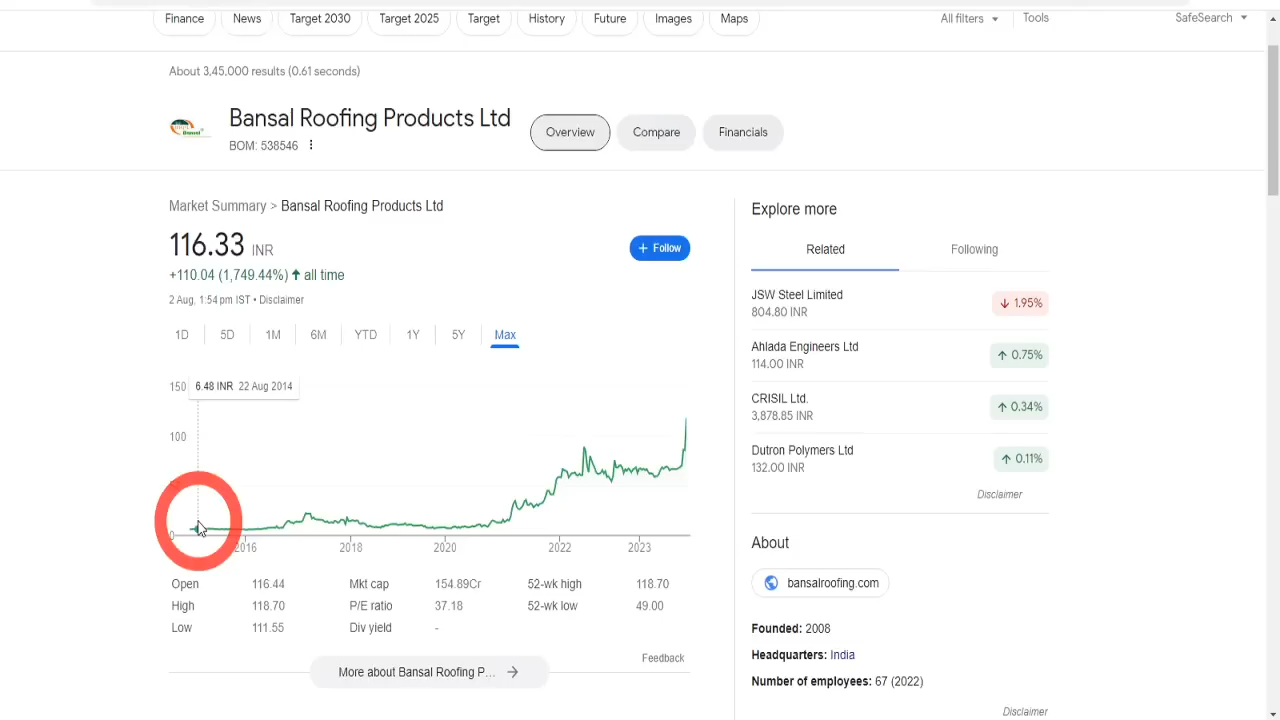 Finance News Target 2030 Target 2025 Target History Future Images Maps All filters Tools SafeSearch
About 3,45,000 results (0.61 seconds)
Bansal Roofing Products Ltd
BOM: 538546
Overview Compare Financials
Market Summary > Bansal Roofing Products Ltd
116.33 INR
+ Follow
+110.04 (1,749.44%) ↑ all time
2 Aug, 1:54 pm IST • Disclaimer
1D 5D 1M 6M YTD 1Y 5Y Max
150
6.48 INR 22 Aug 2014
100
0
2016 2018 2020 2022 2023
Open 116.44 Mkt cap 154.89Cr 52-wk high 118.70
High 118.70 P/E ratio 37.18 52-wk low 49.00
Low 111.55 Div yield -
Feedback
More about Bansal Roofing P... →
Explore more
Related Following
JSW Steel Limited
804.80 INR
↓ 1.95%
Ahlada Engineers Ltd
114.00 INR
↑ 0.75%
CRISIL Ltd.
3,878.85 INR
↑ 0.34%
Dutron Polymers Ltd
132.00 INR
↑ 0.11%
Disclaimer
About
bansalroofing.com
Founded: 2008
Headquarters: India
Number of employees: 67 (2022)
Disclaimer